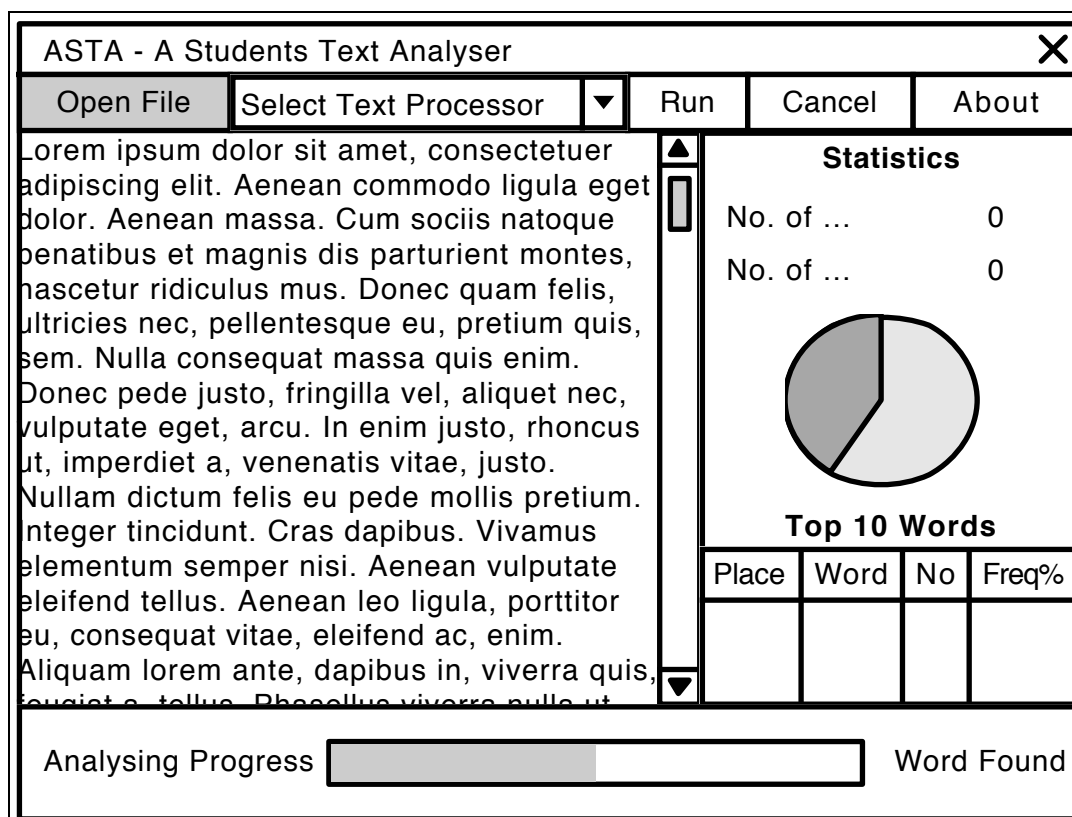 ASTA - A Students Text Analyser
Open File Select Text Processor Run Cancel About
Lorem ipsum dolor sit amet, consectetuer
adipiscing elit. Aenean commodo ligula eget
dolor. Aenean massa. Cum sociis natoque
penatibus et magnis dis parturient montes,
nascetur ridiculus mus. Donec quam felis,
ultricies nec, pellentesque eu, pretium quis,
sem. Nulla consequat massa quis enim.
Donec pede justo, fringilla vel, aliquet nec,
vulputate eget, arcu. In enim justo, rhoncus
ut, imperdiet a, venenatis vitae, justo.
Nullam dictum felis eu pede mollis pretium.
Integer tincidunt. Cras dapibus. Vivamus
elementum semper nisi. Aenean vulputate
eleifend tellus. Aenean leo ligula, porttitor
eu, consequat vitae, eleifend ac, enim.
Aliquam lorem ante, dapibus in, viverra quis,
feugiat a, tellus. Phasellus viverra nulla ut
Statistics
No. of ... 0
No. of ... 0
Top 10 Words
Place Word No Freq%
Analysing Progress Word Found